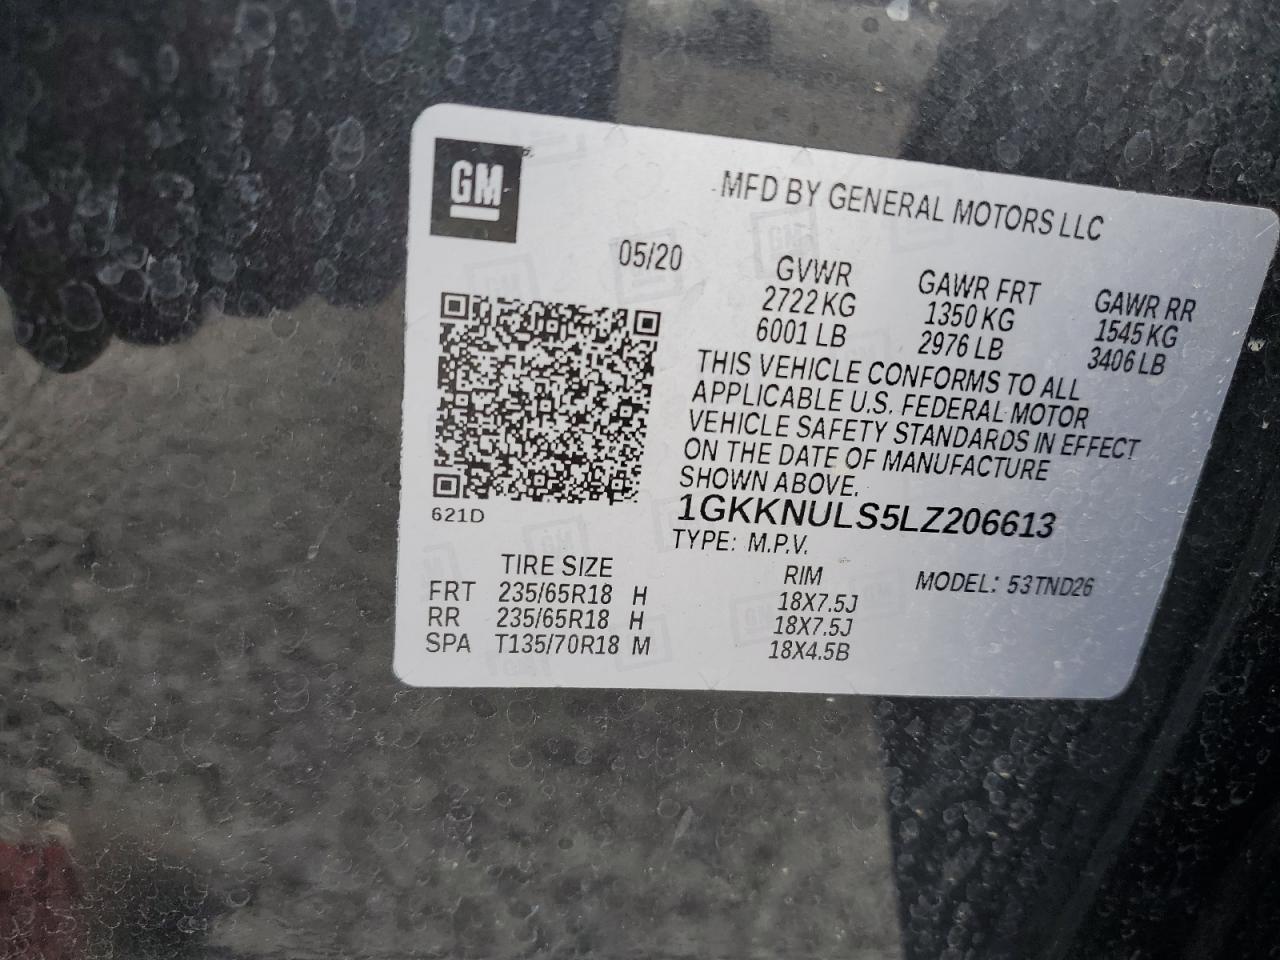 GM
MFD BY GENERAL MOTORS LLC
05/20
GVWR GAWR FRT GAWR RR
2722 KG 1350 KG 1545 KG
6001 LB 2976 LB 3406 LB
THIS VEHICLE CONFORMS TO ALL
APPLICABLE U.S. FEDERAL MOTOR
VEHICLE SAFETY STANDARDS IN EFFECT
ON THE DATE OF MANUFACTURE
SHOWN ABOVE.
621D
1GKKNULS5LZ206613
TYPE: M.P.V.
TIRE SIZE RIM MODEL: 53TND26
FRT 235/65R18 H 18X7.5J
RR 235/65R18 H 18X7.5J
SPA T135/70R18 M 18X4.5B